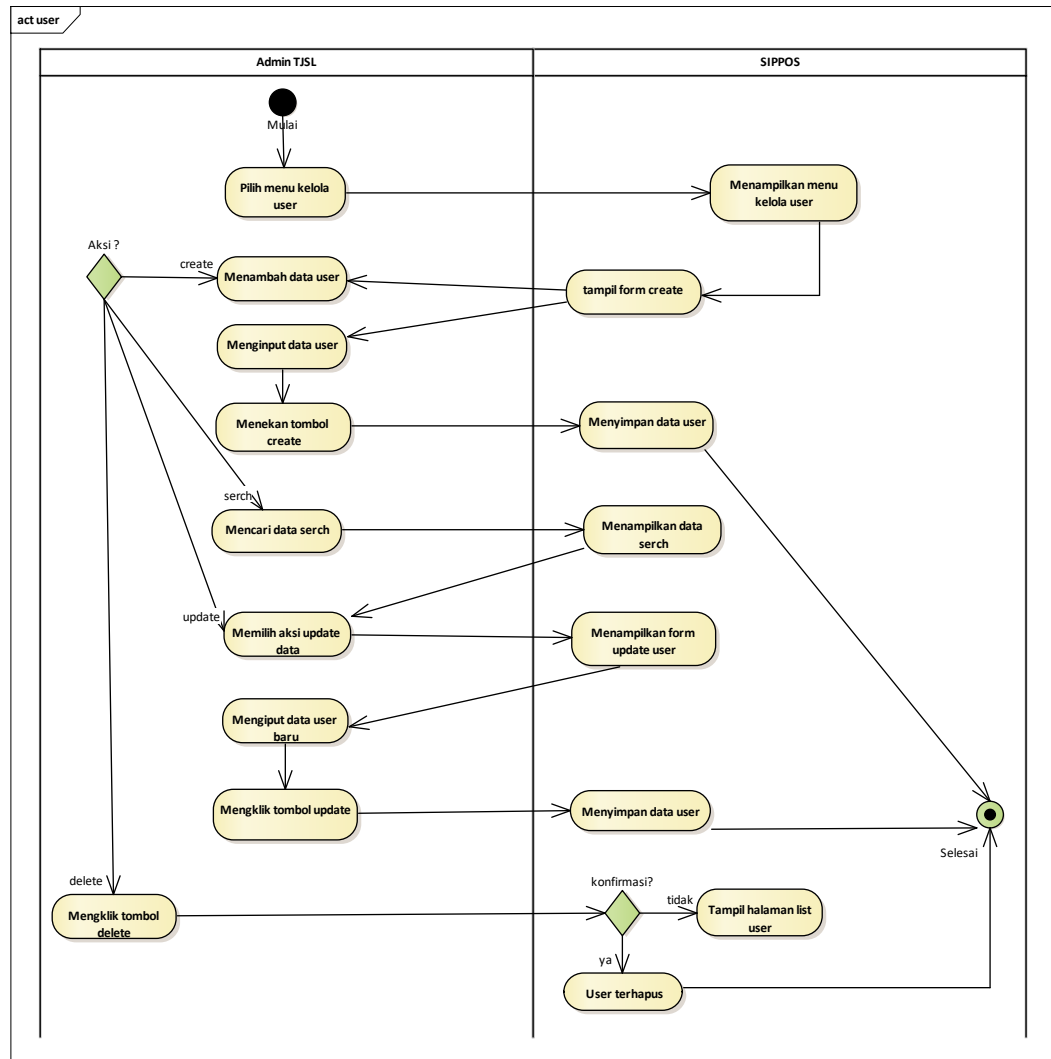 act user
Admin TJSL
SIPPOS
Mulai
Pilih menu kelola
user
Menampilkan menu
kelola user
Aksi ?
create
Menambah data user
tampil form create
Menginput data user
Menekan tombol
create
Menyimpan data user
serch
Mencari data serch
Menampilkan data
serch
update
Memilih aksi update
data
Menampilkan form
update user
Mengiput data user
baru
Mengklik tombol update
Menyimpan data user
Selesai
delete
Mengklik tombol
delete
konfirmasi?
tidak
Tampil halaman list
user
ya
User terhapus